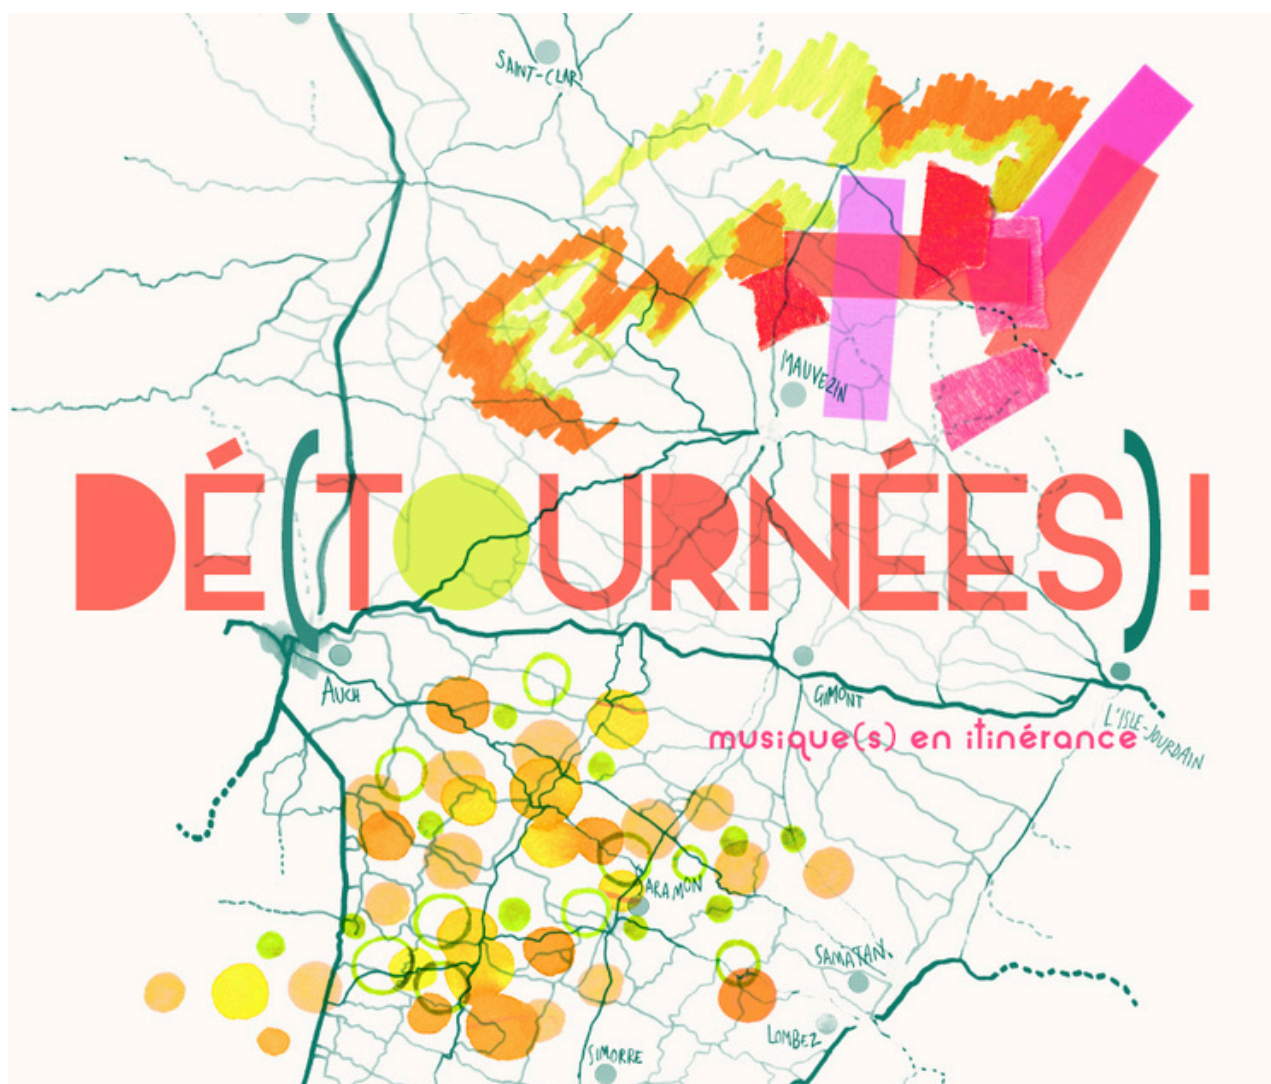 SAINT-CLAR
MAUVEZIN
DÉ(TOURNÉES)!
AUCH
GIMONT
L'ISLE-JOURDAIN
musique(s) en itinérance
SARAMON
SAMATAN
LOMBEZ
SIMORRE